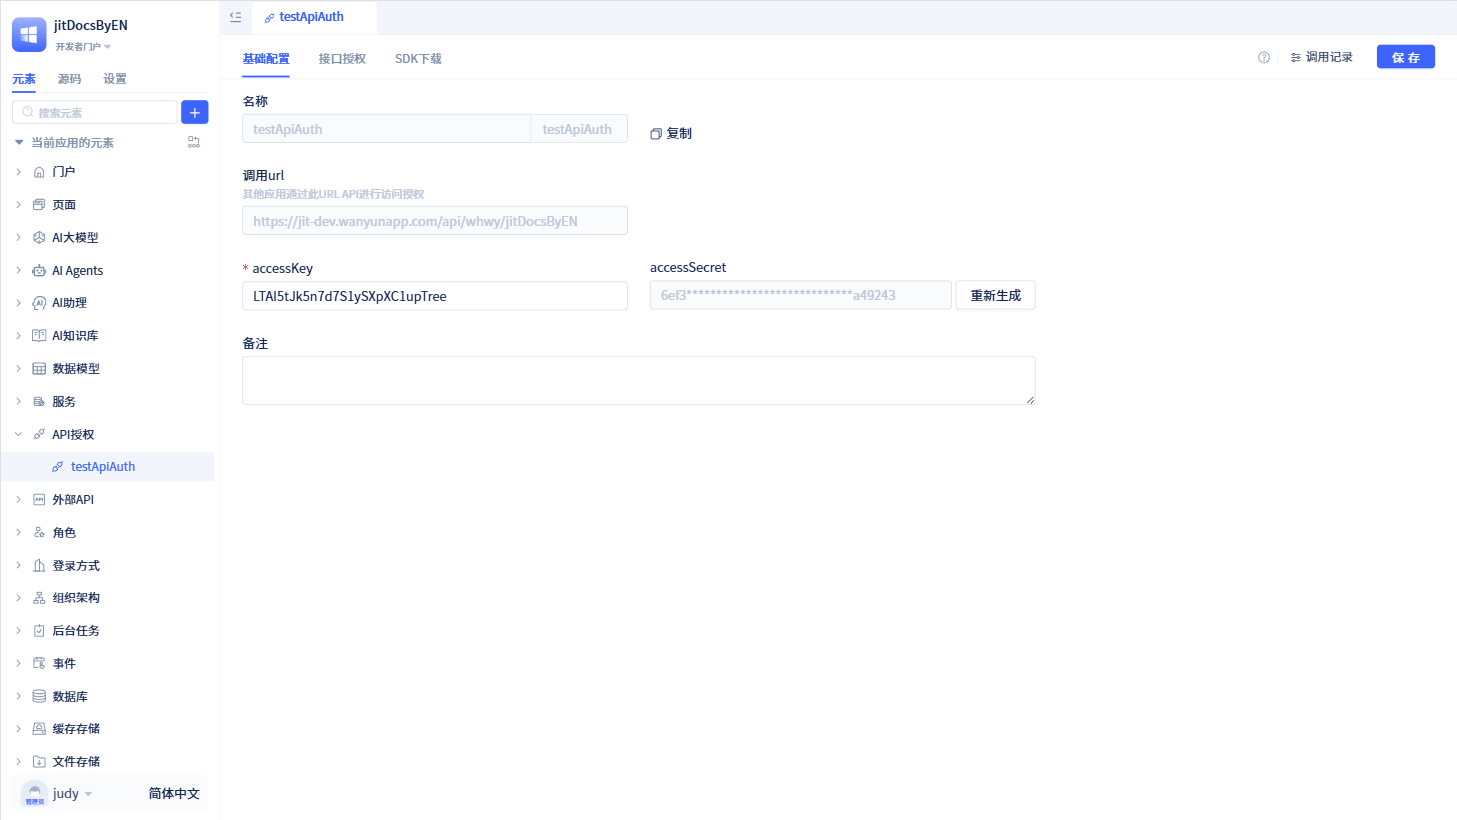 jitDocsByEN
开发者门户
元素 源码 设置
搜索元素
当前应用的元素
门户
页面
AI大模型
AI Agents
AI助理
AI知识库
数据模型
服务
API授权
testApiAuth
外部API
角色
登录方式
组织架构
后台任务
事件
数据库
缓存存储
文件存储
管理员
judy 简体中文
testApiAuth
基础配置 接口授权 SDK下载 调用记录 保存
名称
testApiAuth testApiAuth 复制
调用url
其他应用通过此URL API进行访问授权
https://jit-dev.wanyunapp.com/api/whwy/jitDocsByEN
* accessKey accessSecret
LTAI5tJk5n7d7S1ySXpXC1upTree 6ef3****************************a49243 重新生成
备注